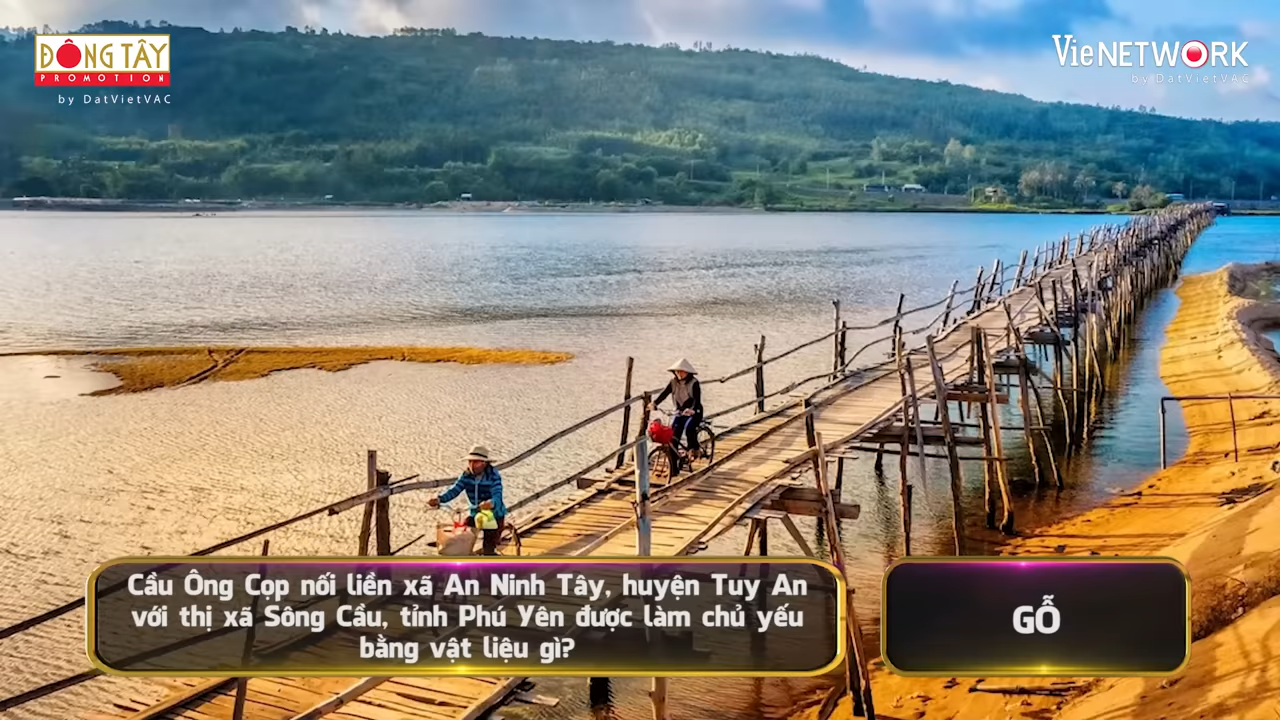 ĐÔNG TÂY
PROMOTION
by DatVietVAC
VieNETWORK
by DatVietVAC
Cầu Ông Cọp nối liền xã An Ninh Tây, huyện Tuy An
với thị xã Sông Cầu, tỉnh Phú Yên được làm chủ yếu
bằng vật liệu gì?
GỖ